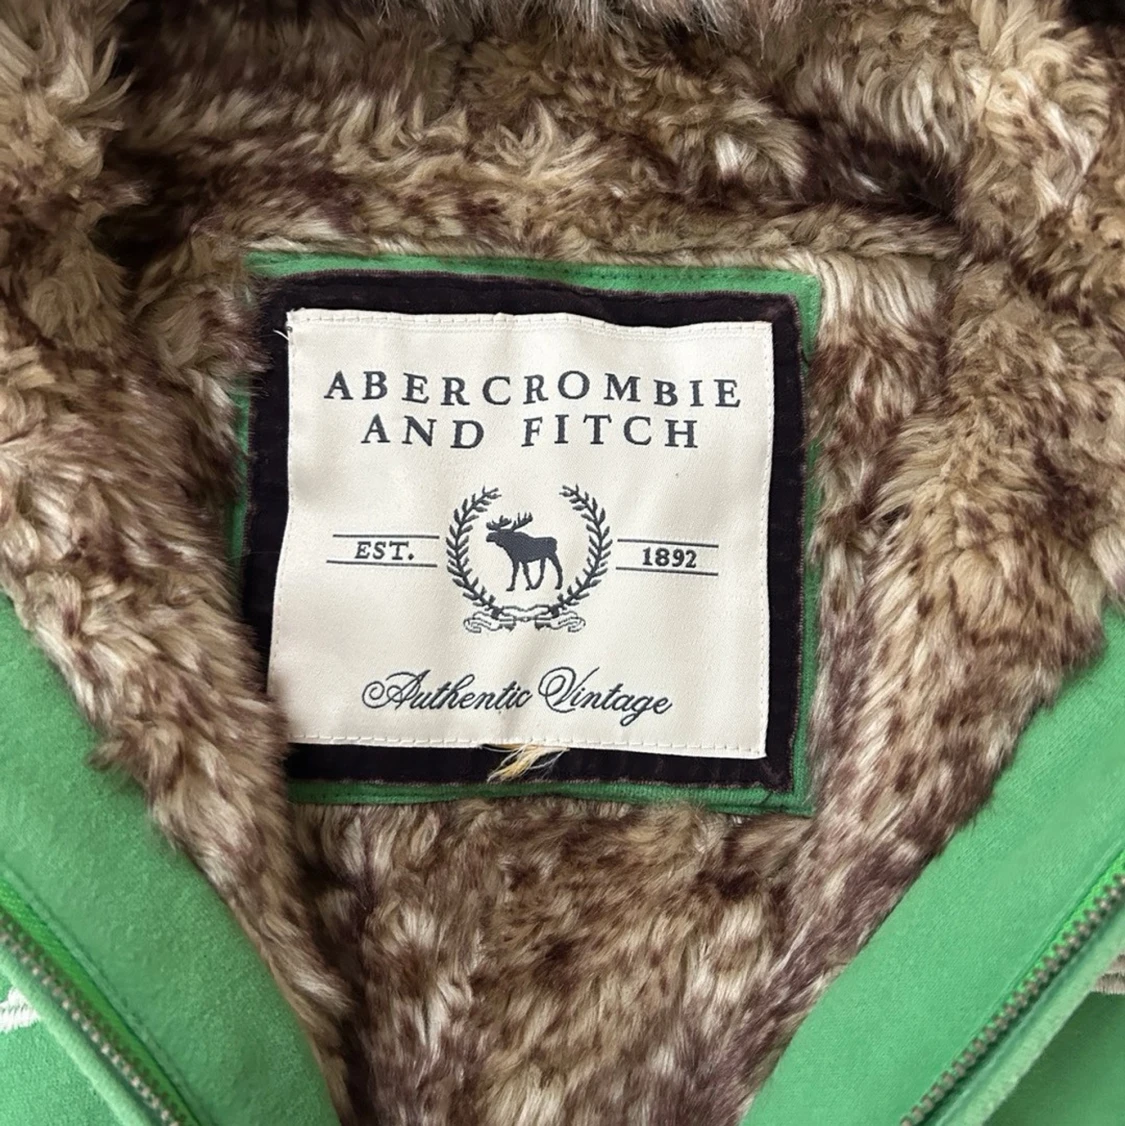 ABERCROMBIE
AND FITCH
EST. 1892
Authentic Vintage